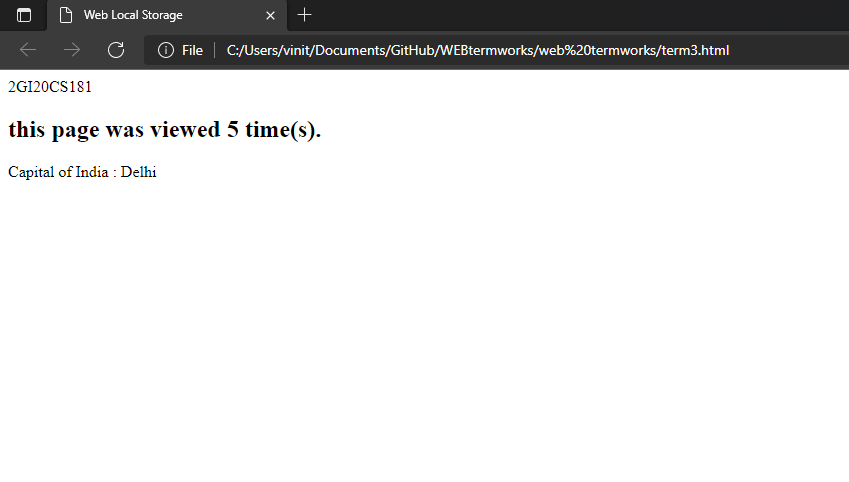 Web Local Storage
File
C:/Users/vinit/Documents/GitHub/WEBtermworks/web%20termworks/term3.html
2GI20CS181
this page was viewed 5 time(s).
Capital of India : Delhi